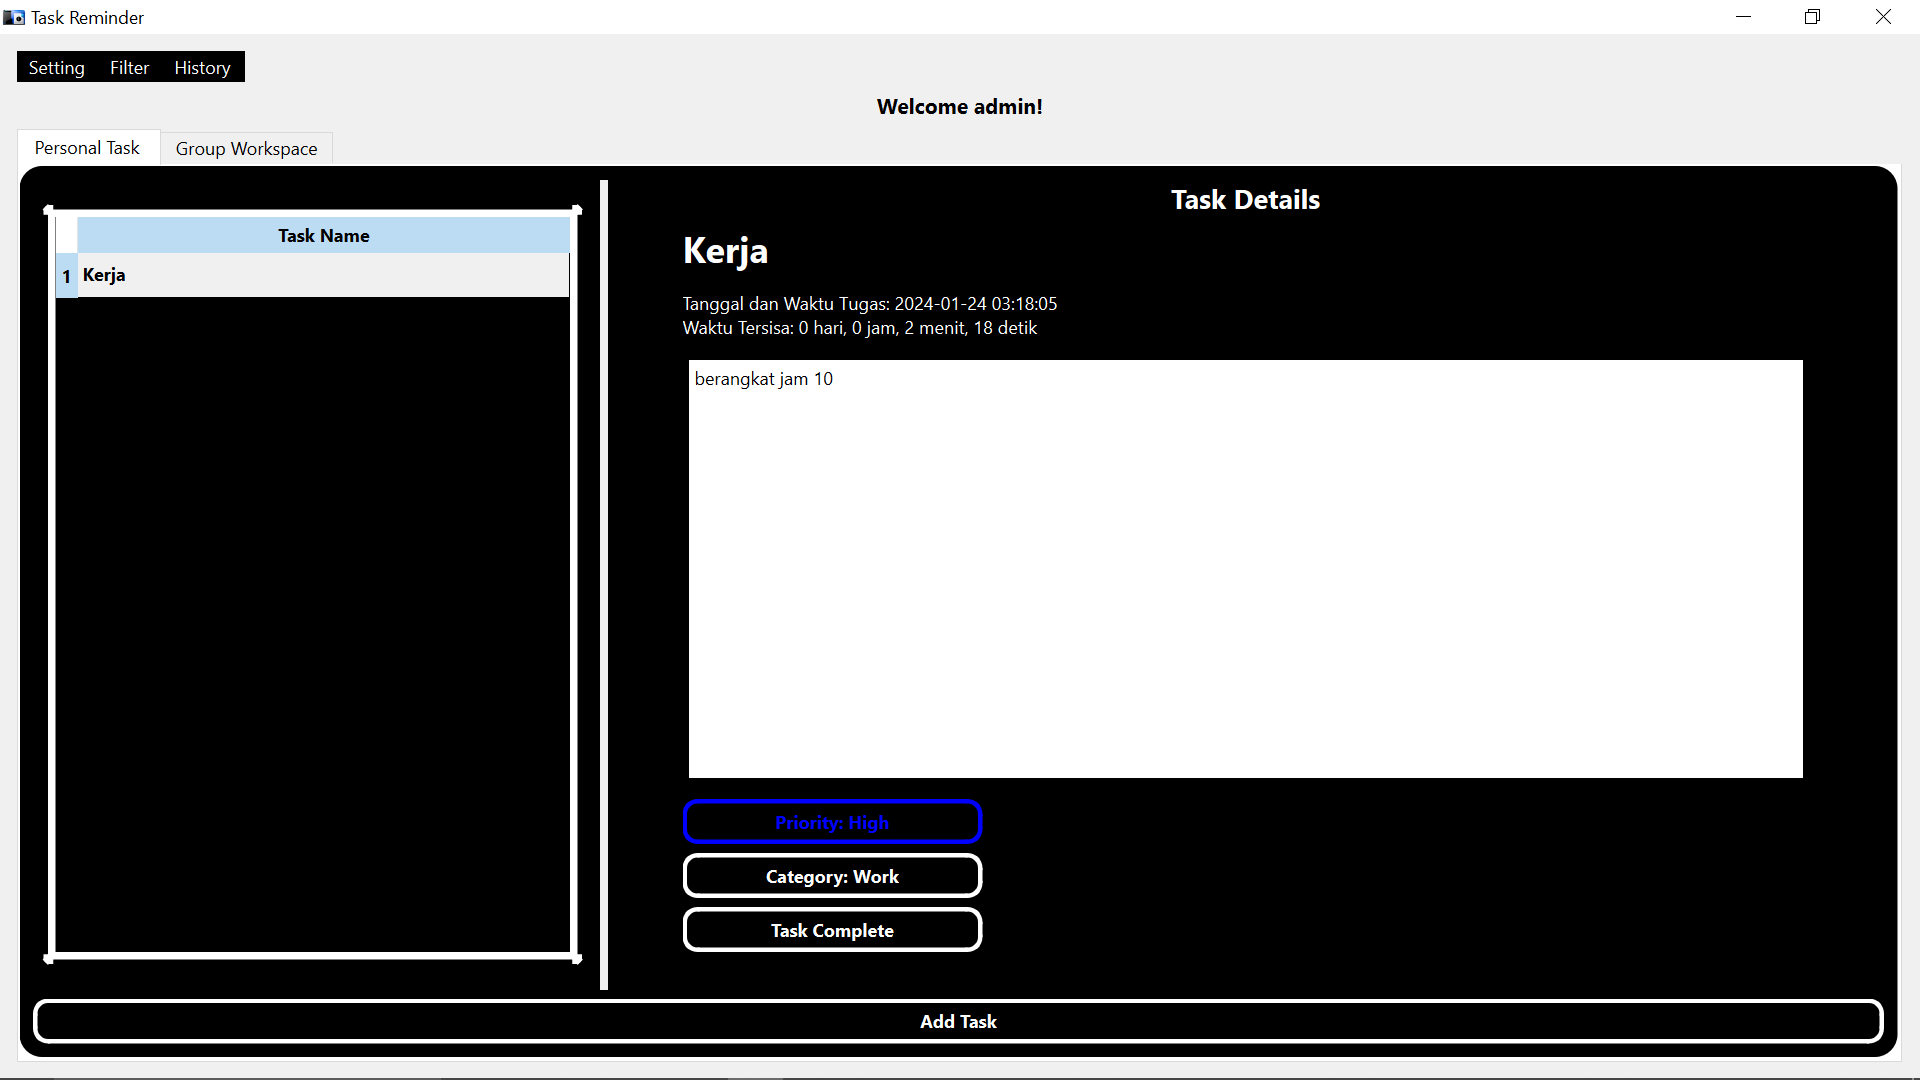 Task Reminder
Setting Filter History
Welcome admin!
Personal Task Group Workspace
Task Name
1 Kerja
Task Details
Kerja
Tanggal dan Waktu Tugas: 2024-01-24 03:18:05
Waktu Tersisa: 0 hari, 0 jam, 2 menit, 18 detik
berangkat jam 10
Priority: High
Category: Work
Task Complete
Add Task